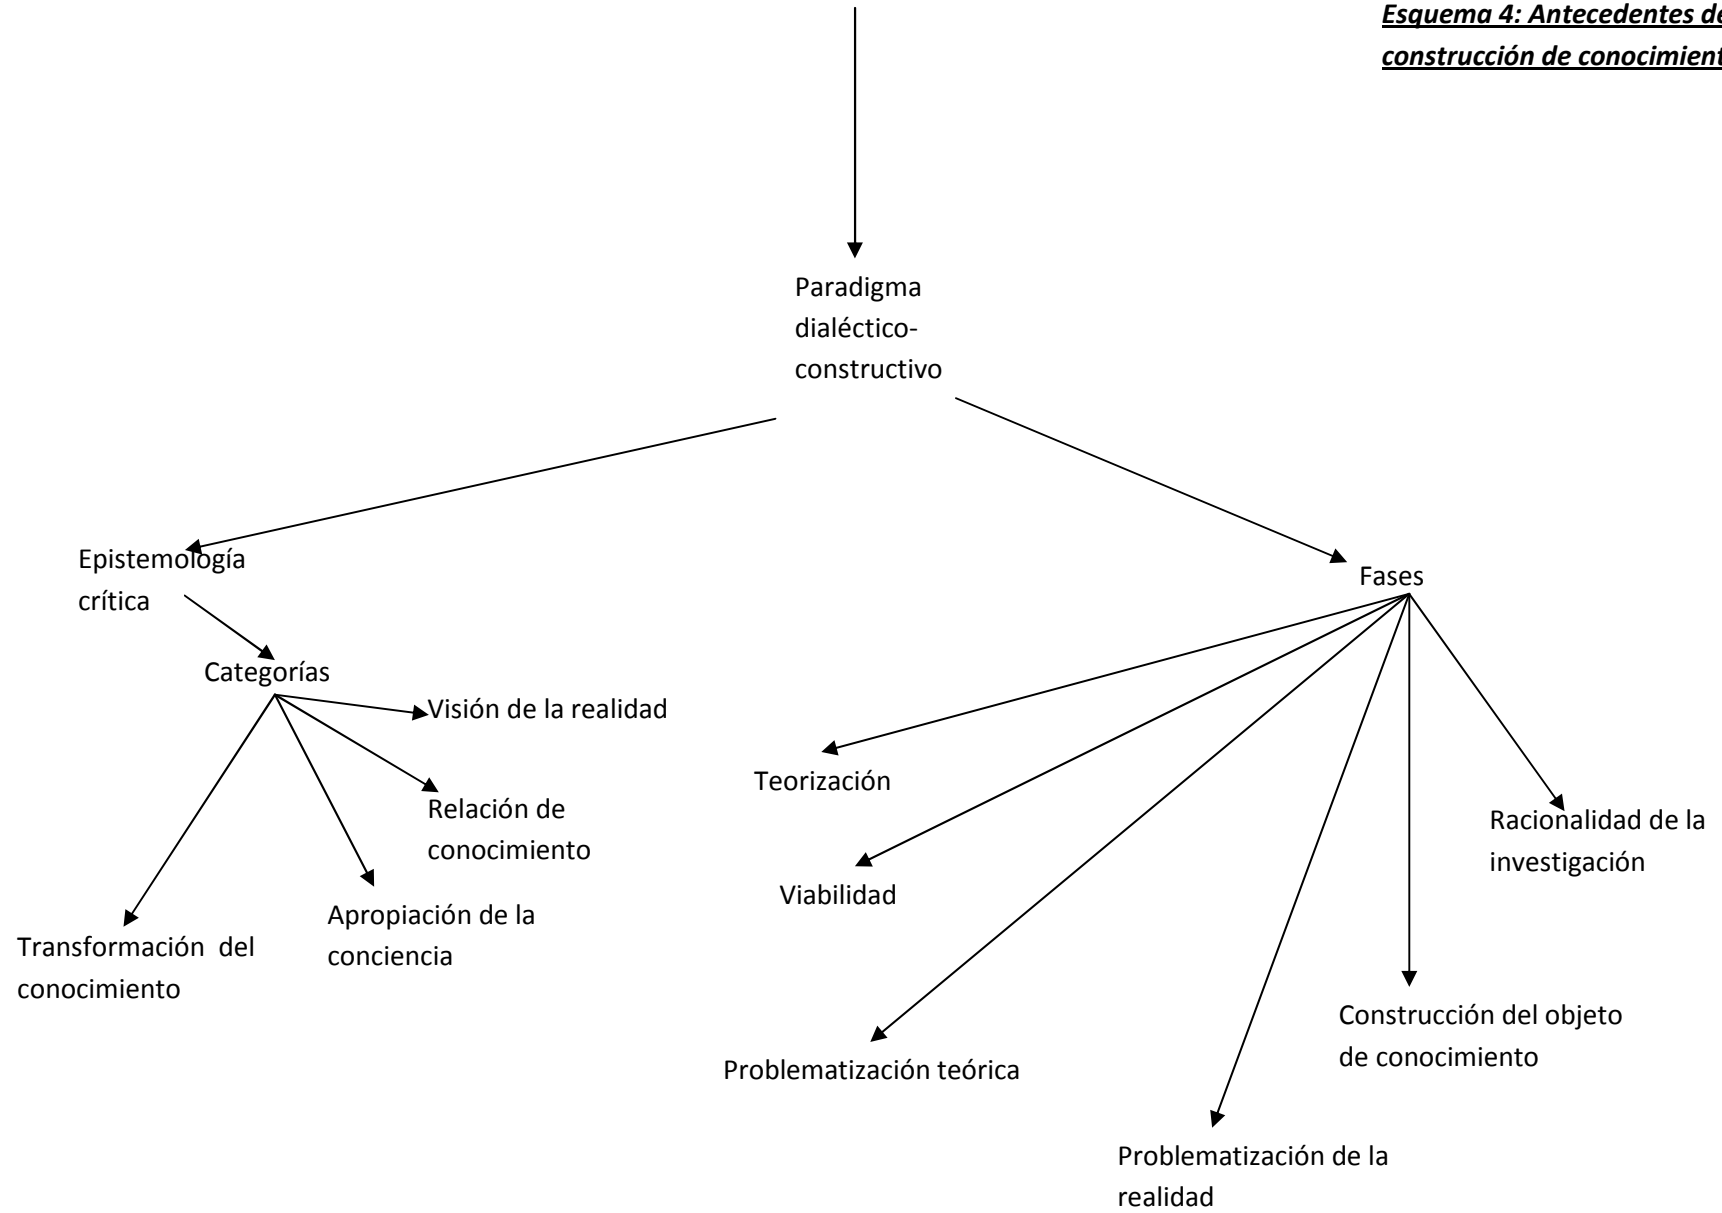 Esquema 4: Antecedentes de
construcción de conocimient
Paradigma
dialéctico-
constructivo
Epistemología
crítica
Fases
Categorías
Visión de la realidad
Relación de
conocimiento
Apropiación de la
conciencia
Transformación  del
conocimiento
Teorización
Viabilidad
Problematización teórica
Problematización de la
realidad
Construcción del objeto
de conocimiento
Racionalidad de la
investigación